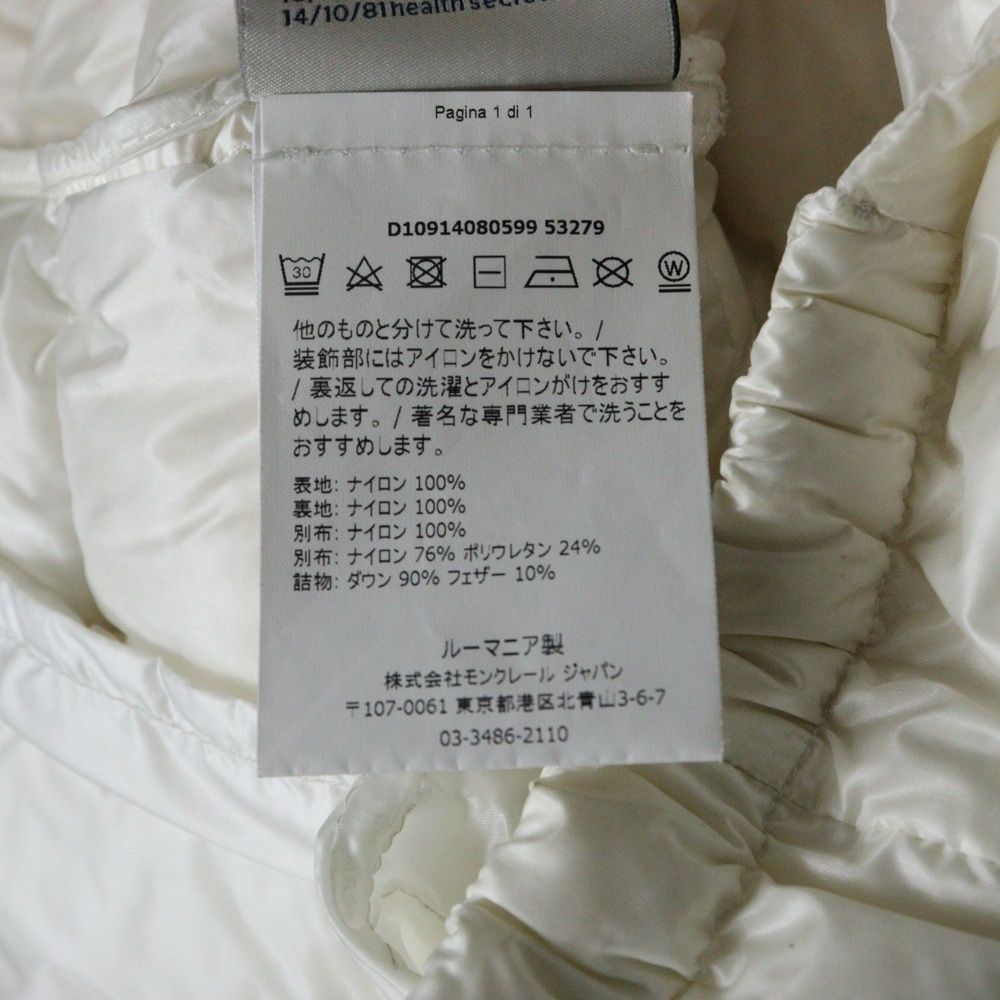 14/10/81 health
Pagina 1 di 1
D10914080599 53279
30
W
他のものと分けて洗って下さい。/
装飾部にはアイロンをかけないで下さい。
/ 裏返しての洗濯とアイロンがけをおすす
めします。/ 著名な専門業者で洗うことを
おすすめします。
表地: ナイロン 100%
裏地: ナイロン 100%
別布: ナイロン 100%
別布: ナイロン 76% ポリウレタン 24%
詰物: ダウン 90% フェザー 10%
ルーマニア製
株式会社モンクレール ジャパン
〒107-0061 東京都港区北青山3-6-7
03-3486-2110